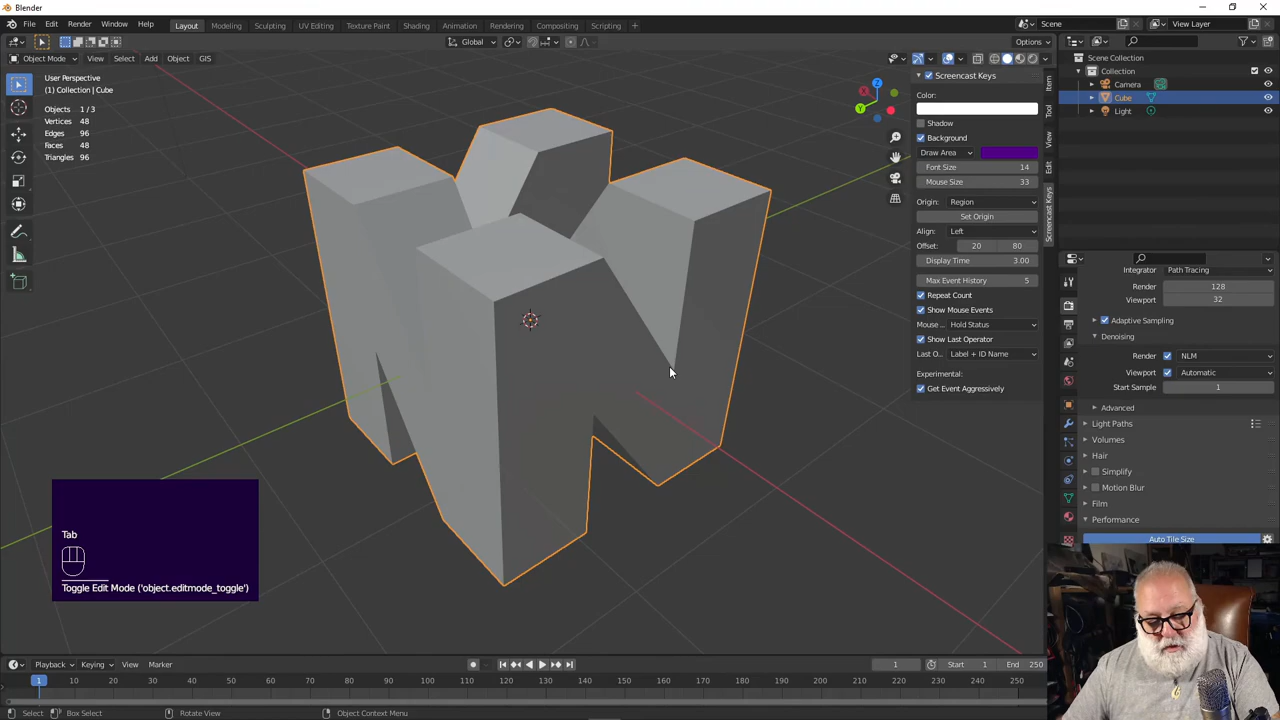 Blender
File Edit Render Window Help Layout Modeling Sculpting UV Editing Texture Paint Shading Animation Rendering Compositing Scripting + Scene View Layer
Global Options
Object Mode View Select Add Object GIS
User Perspective
(1) Collection | Cube
Objects 1 / 3
Vertices 48
Edges 96
Faces 48
Triangles 96
Z
X
Y
Screencast Keys
Color:
Shadow
Background
Draw Area
Font Size 14
Mouse Size 33
Origin: Region
Set Origin
Align: Left
Offset: 20 80
Display Time 3.00
Max Event History 5
Repeat Count
Show Mouse Events
Mouse ... Hold Status
Show Last Operator
Last O... Label + ID Name
Experimental:
Get Event Aggressively
Item
Tool
View
Edit
Screencast Keys
Scene Collection
Collection
Camera
Cube
Light
Integrator Path Tracing
Render 128
Viewport 32
Adaptive Sampling
Denoising
Render NLM
Viewport Automatic
Start Sample 1
Advanced
Light Paths
Volumes
Hair
Simplify
Motion Blur
Film
Performance
Auto Tile Size
Tab
Toggle Edit Mode ('object.editmode_toggle')
Playback Keying View Marker 1 Start 1 End 250
1 10 20 30 40 50 60 70 80 90 100 110 120 130 140 150 160 170 180 190 200 210 220 230 240 250
Select Box Select Rotate View Object Context Menu